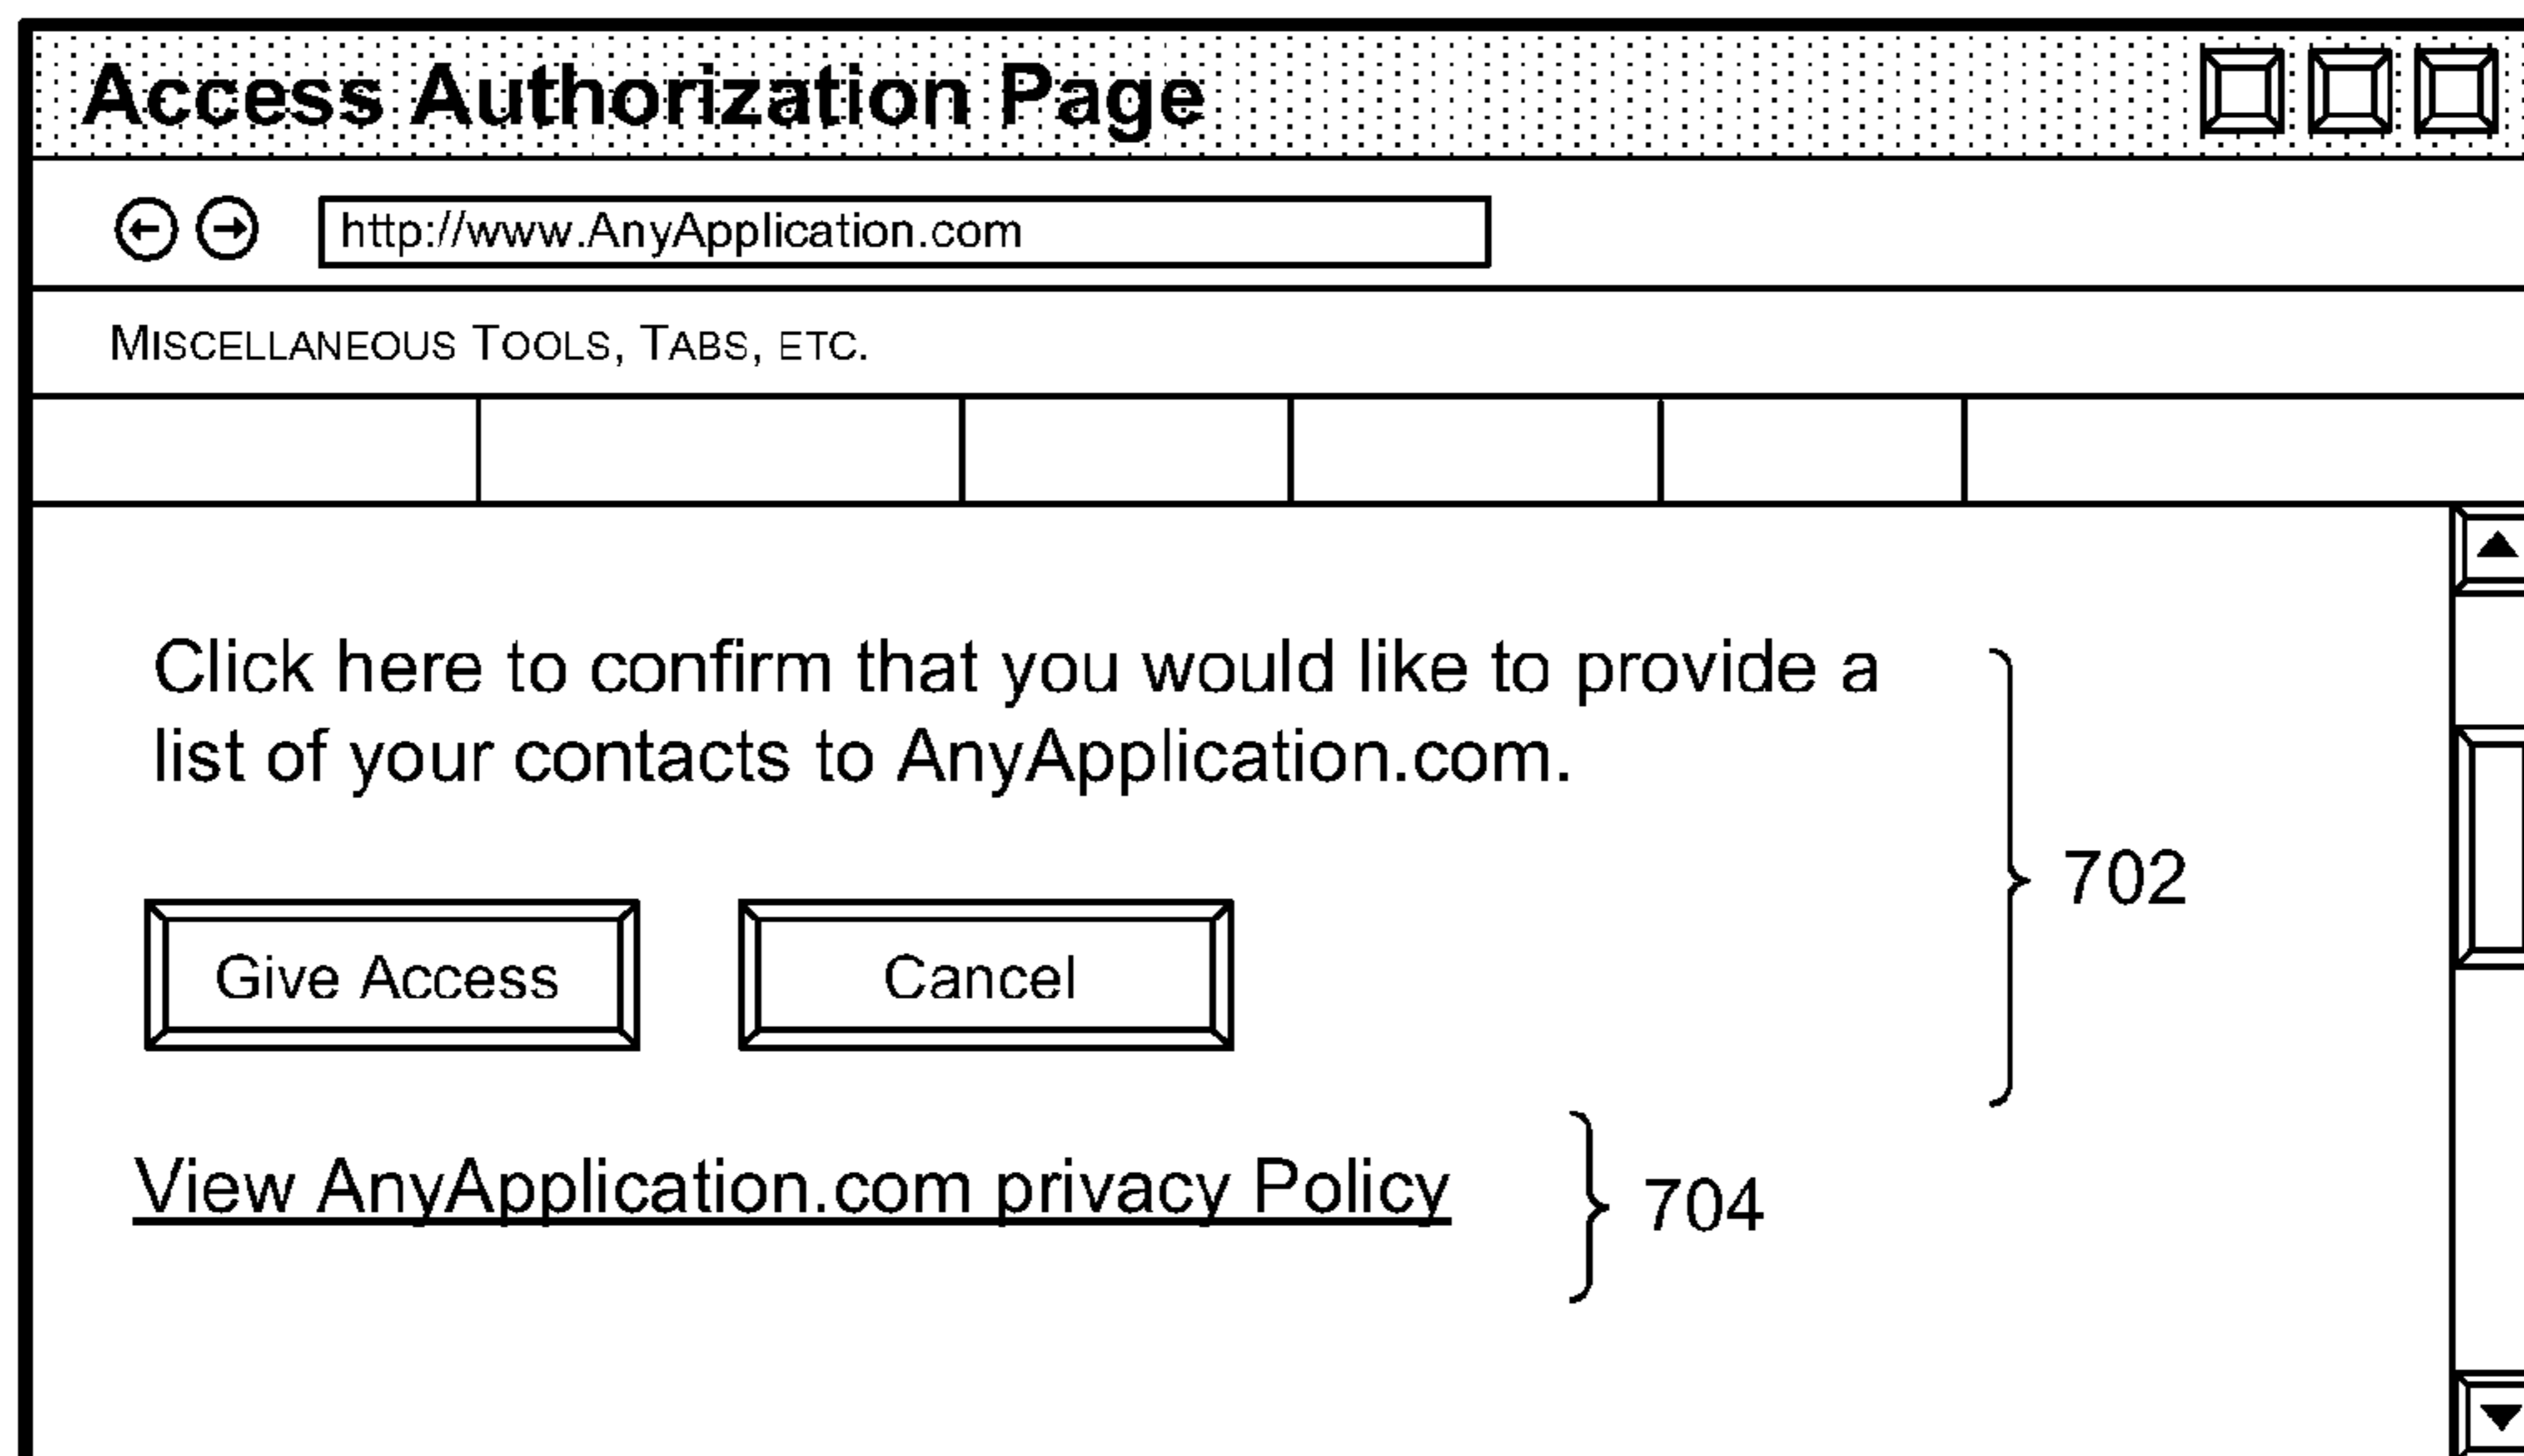 Access Authorization Page
http://www.AnyApplication.com
MISCELLANEOUS TOOLS, TABS, ETC.
Click here to confirm that you would like to provide a
list of your contacts to AnyApplication.com.
702
Give Access Cancel
View AnyApplication.com privacy Policy 704